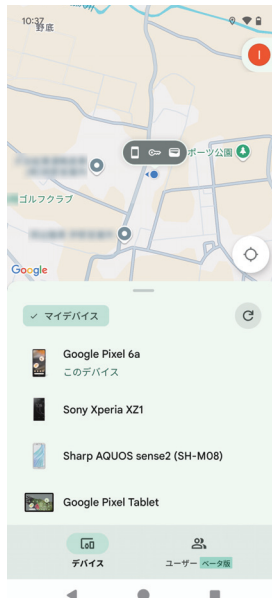 10:37
野底
I
ポーツ公園
ゴルフクラブ
Google
マイデバイス
Google Pixel 6a
このデバイス
Sony Xperia XZ1
Sharp AQUOS sense2 (SH-M08)
Google Pixel Tablet
デバイス
ユーザー ベータ版